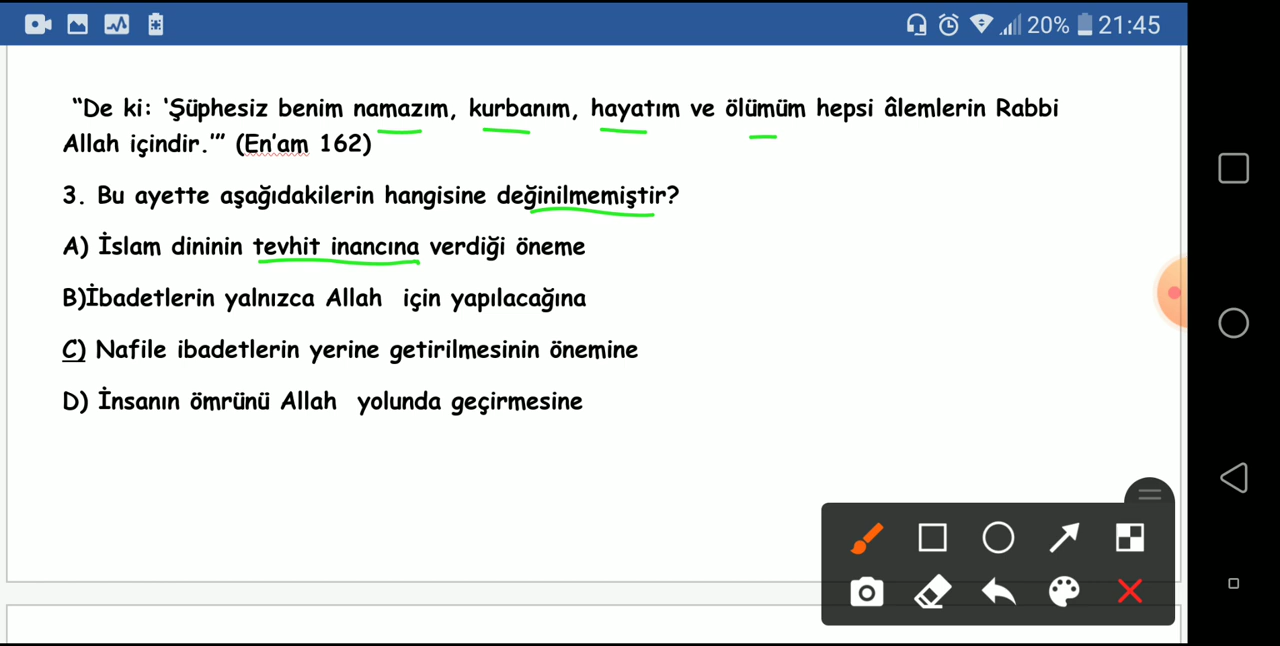 20% 21:45
“De ki: ‘Şüphesiz benim namazım, kurbanım, hayatım ve ölümüm hepsi âlemlerin Rabbi
Allah içindir.’” (En’am 162)
3. Bu ayette aşağıdakilerin hangisine değinilmemiştir?
A) İslam dininin tevhit inancına verdiği öneme
B)İbadetlerin yalnızca Allah için yapılacağına
C) Nafile ibadetlerin yerine getirilmesinin önemine
D) İnsanın ömrünü Allah yolunda geçirmesine